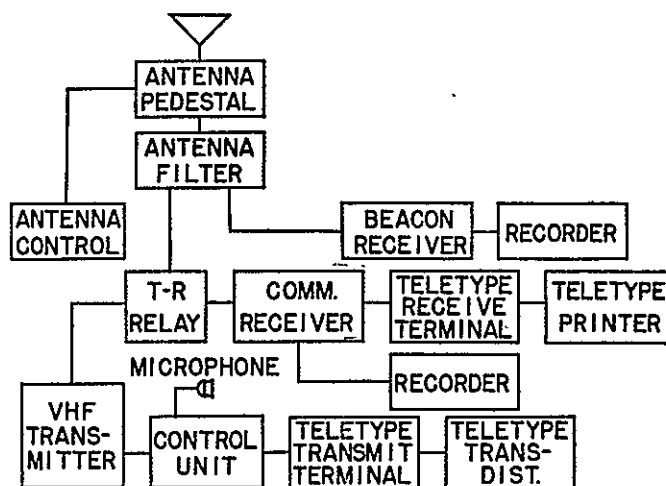 ANTENNA
PEDESTAL
ANTENNA
FILTER
ANTENNA
CONTROL
BEACON
RECEIVER
RECORDER
T-R
RELAY
COMM.
RECEIVER
TELETYPE
RECEIVE
TERMINAL
TELETYPE
PRINTER
MICROPHONE
RECORDER
VHF
TRANS-
MITTER
CONTROL
UNIT
TELETYPE
TRANSMIT
TERMINAL
TELETYPE
TRANS-
DIST.